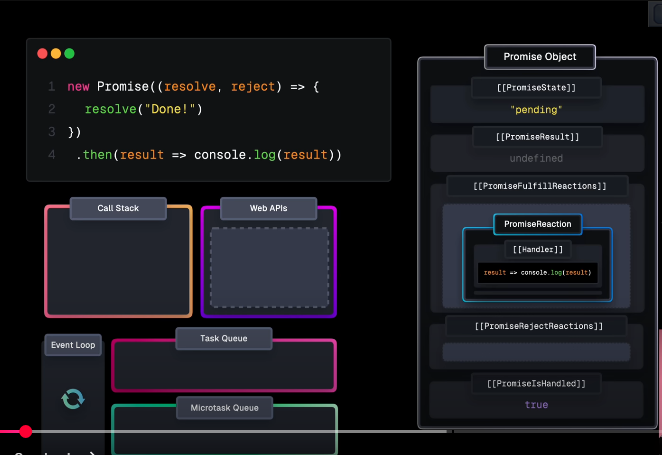 1 new Promise((resolve, reject) => {
2 resolve("Done!")
3 })
4 .then(result => console.log(result))
Call Stack
Web APIs
Event Loop
Task Queue
Microtask Queue
Promise Object
[[PromiseState]]
"pending"
[[PromiseResult]]
undefined
[[PromiseFulfillReactions]]
PromiseReaction
[[Handler]]
result => console.log(result)
[[PromiseRejectReactions]]
[[PromiseIsHandled]]
true